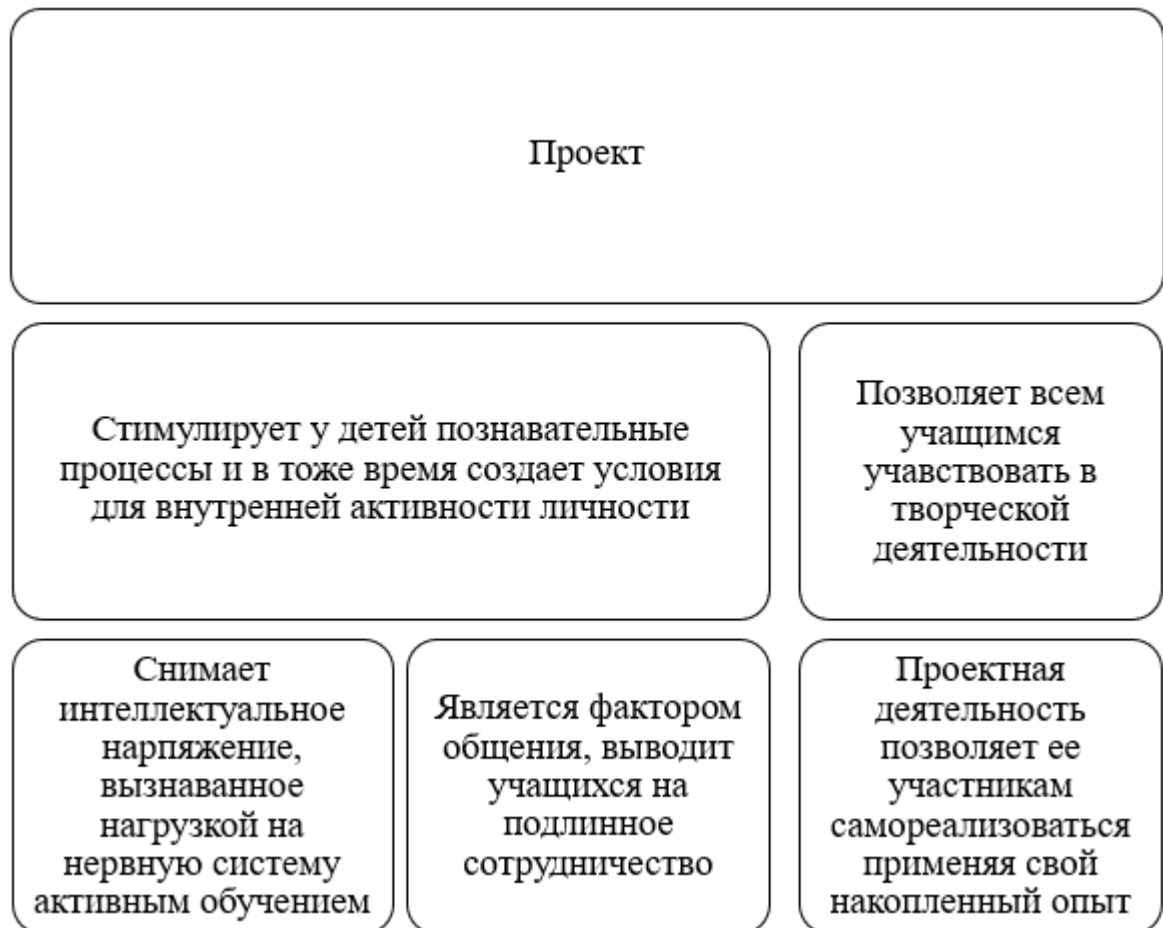 Проект
Стимулирует у детей познавательные
процессы и в тоже время создает условия
для внутренней активности личности
Позволяет всем
учащимся
учавствовать в
творческой
деятельности
Снимает
интеллектуальное
нарпяжение,
вызнаванное
нагрузкой на
нервную систему
активным обучением
Является фактором
общения, выводит
учащихся на
подлинное
сотрудничество
Проектная
деятельность
позволяет ее
участникам
самореализоваться
применяя свой
накопленный опыт